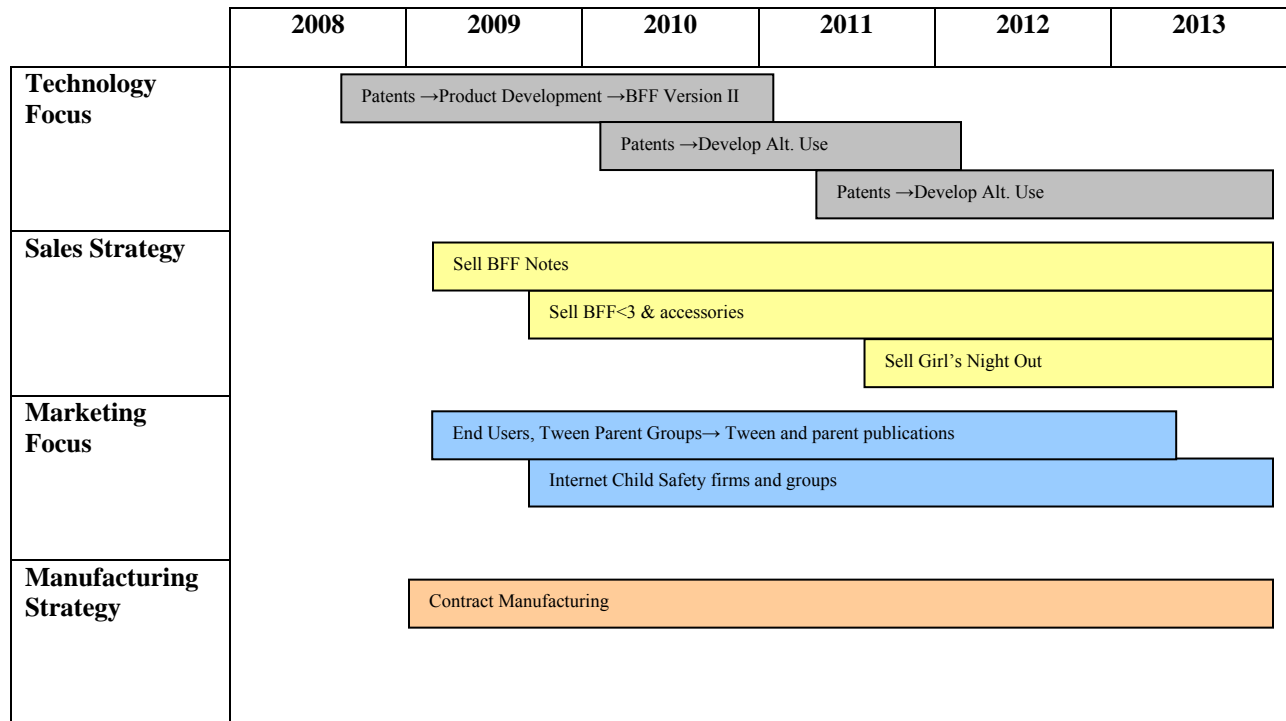 2008 2009 2010 2011 2012 2013
Technology
Focus
Patents →Product Development →BFF Version II
Patents →Develop Alt. Use
Patents →Develop Alt. Use
Sales Strategy
Sell BFF Notes
Sell BFF<3 & accessories
Sell Girl’s Night Out
Marketing
Focus
End Users, Tween Parent Groups→ Tween and parent publications
Internet Child Safety firms and groups
Manufacturing
Strategy
Contract Manufacturing